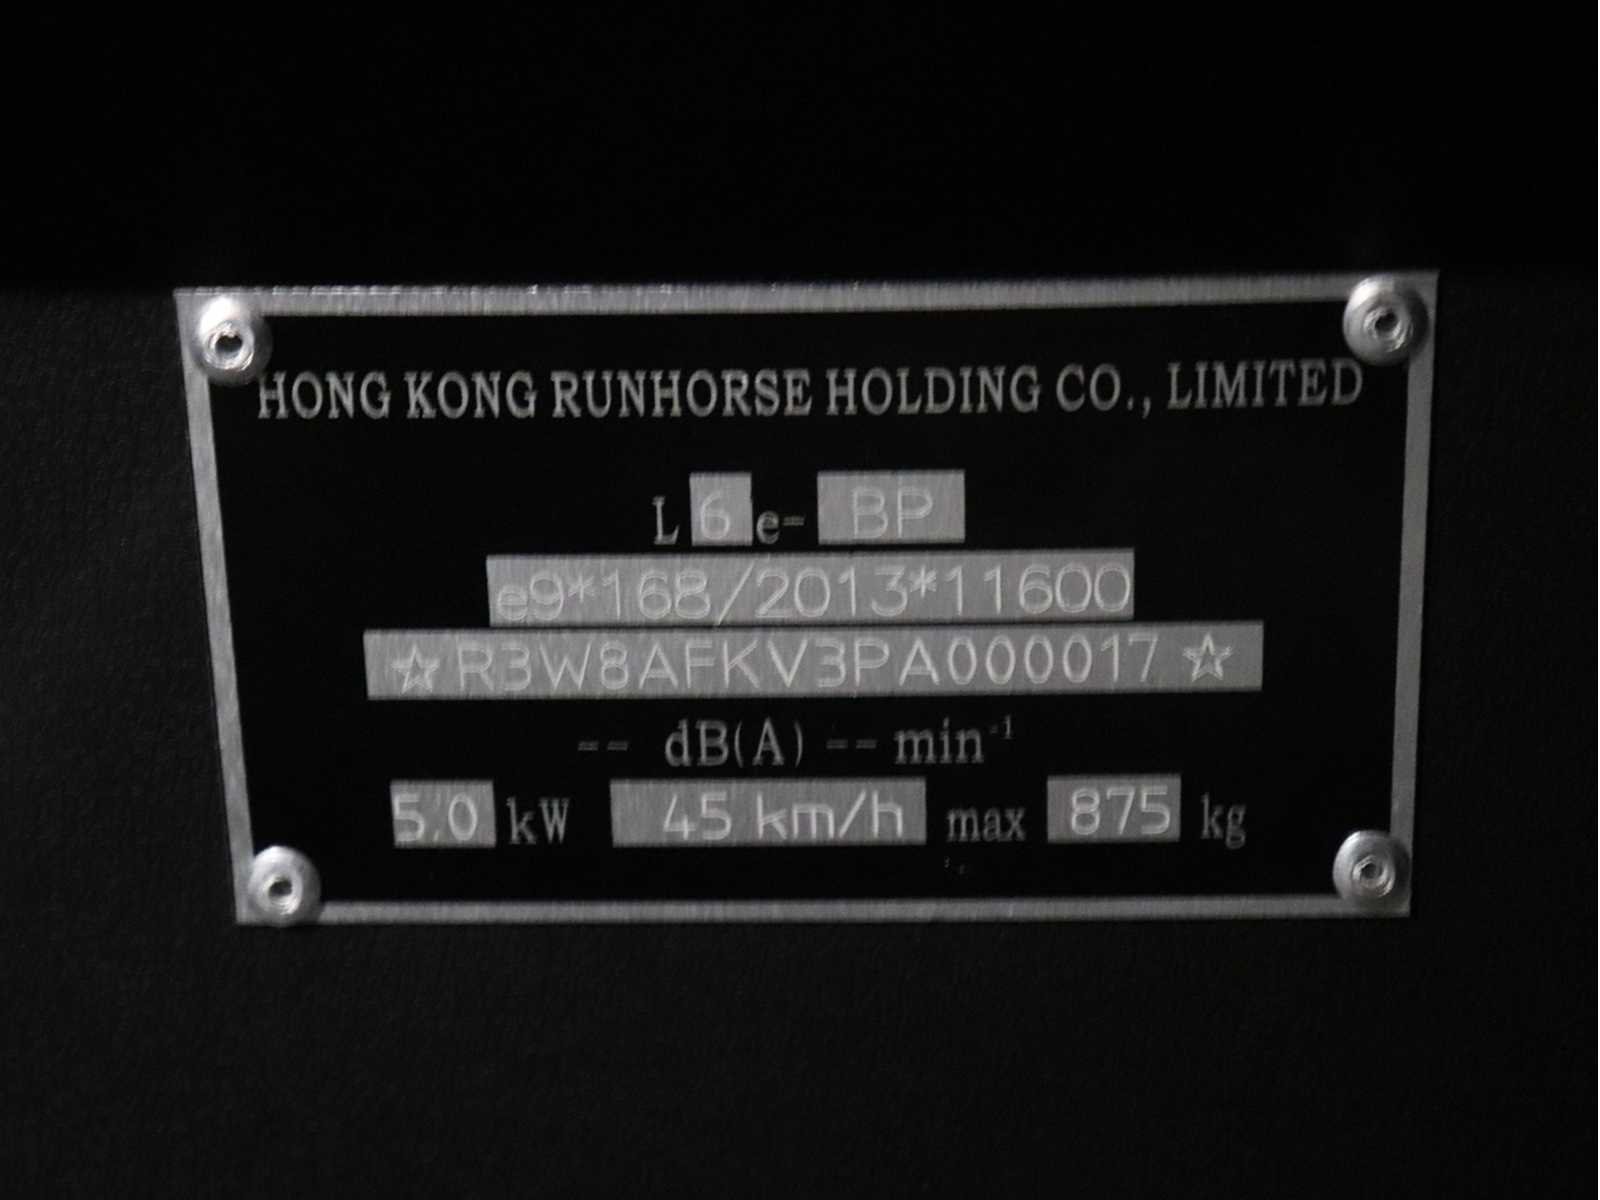 HONG KONG RUNHORSE HOLDING CO., LIMITED
L 6 e- BP
e9*168/2013*11600
☆R3W8AFKV3PA000017☆
-- dB(A) -- min⁻¹
5.0 kW 45 km/h max 875 kg